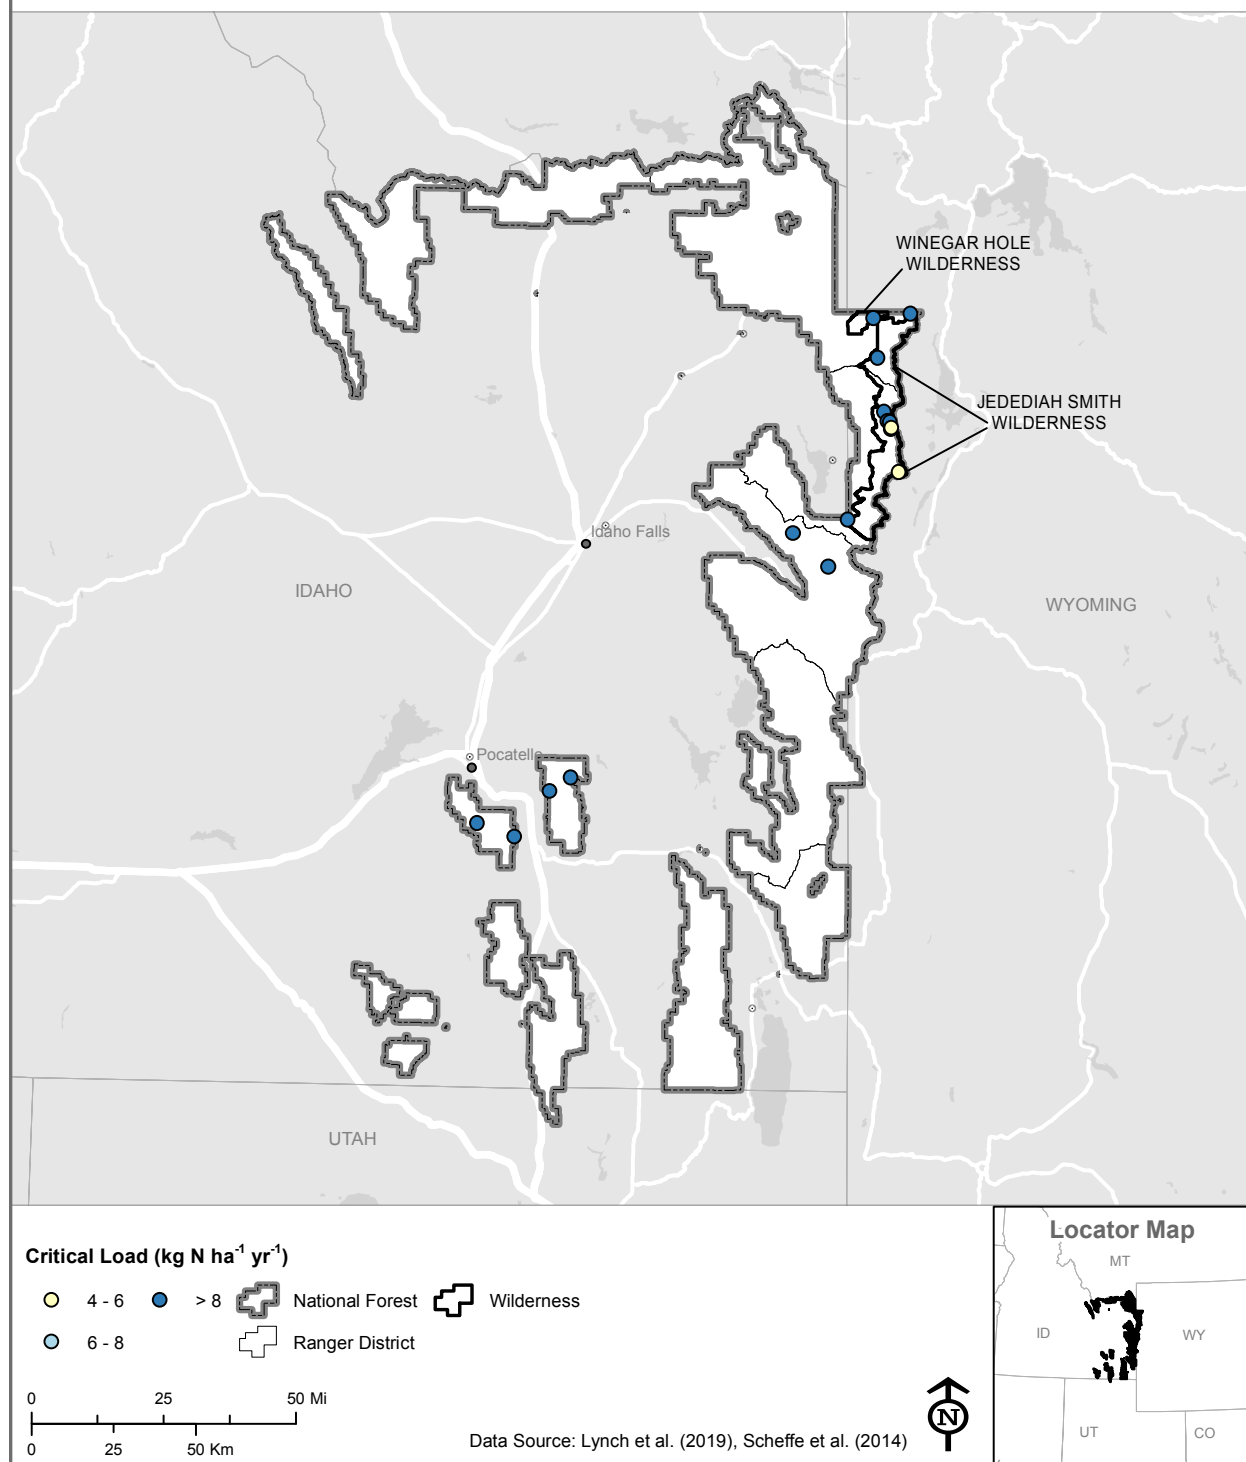 WINEGAR HOLE
WILDERNESS
JEDEDIAH SMITH
WILDERNESS
Idaho Falls
IDAHO
WYOMING
Pocatello
UTAH
Critical Load (kg N ha⁻¹ yr⁻¹)
4 - 6
> 8
National Forest
Wilderness
6 - 8
Ranger District
0 25 50 Mi
0 25 50 Km
N
Data Source: Lynch et al. (2019), Scheffe et al. (2014)
Locator Map
MT
ID
WY
UT
CO